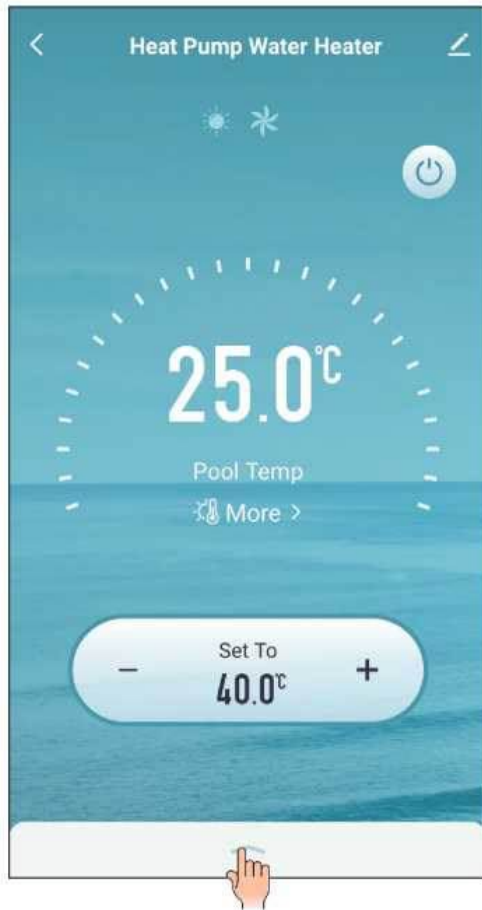 Heat Pump Water Heater
25.0°C
Pool Temp
More >
Set To
− +
40.0°C